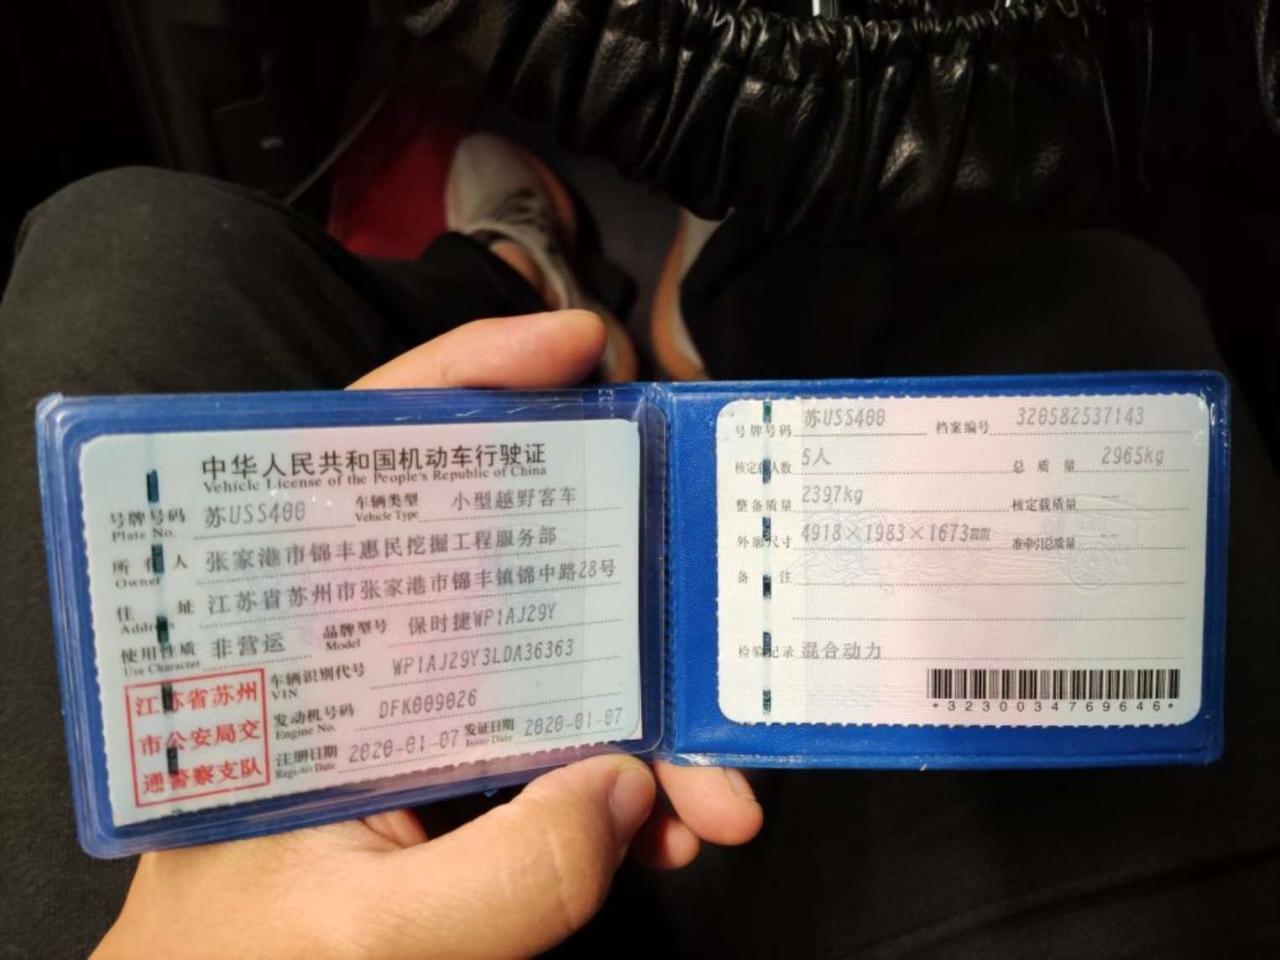 中华人民共和国机动车行驶证
Vehicle License of the People's Republic of China
号牌号码 苏USS400 车辆类型 小型越野客车
Plate No. Vehicle Type
所有人 张家港市锦丰惠民挖掘工程服务部
Owner
住址 江苏省苏州市张家港市锦丰镇锦中路28号
Address
使用性质 非营运 品牌型号 保时捷WP1AJ29Y
Use Character Model
车辆识别代号 WP1AJ29Y3LDA36363
VIN
发动机号码 DFK009026
Engine No.
注册日期 2020-01-07 发证日期 2020-01-07
Register Date Issue Date
江苏省苏州
市公安局交
通警察支队
号牌号码 苏USS400 档案编号 320582537143
核定载人数 5人 总质量 2965kg
整备质量 2397kg 核定载质量 --
外廓尺寸 4918×1983×1673mm 准牵引总质量 --
备注
检验记录 混合动力
*3230034769646*